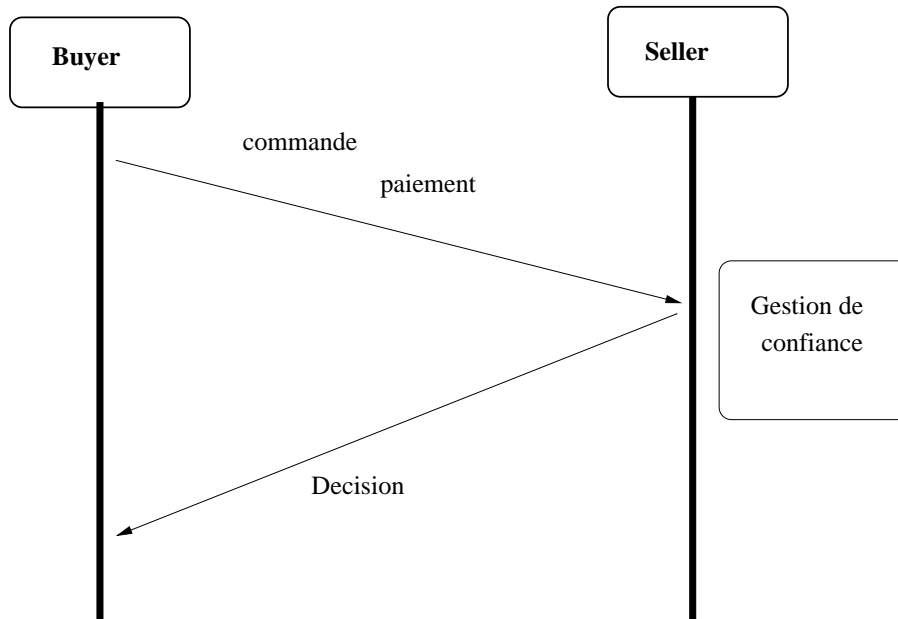 Buyer
Seller
commande
paiement
Gestion de
confiance
Decision